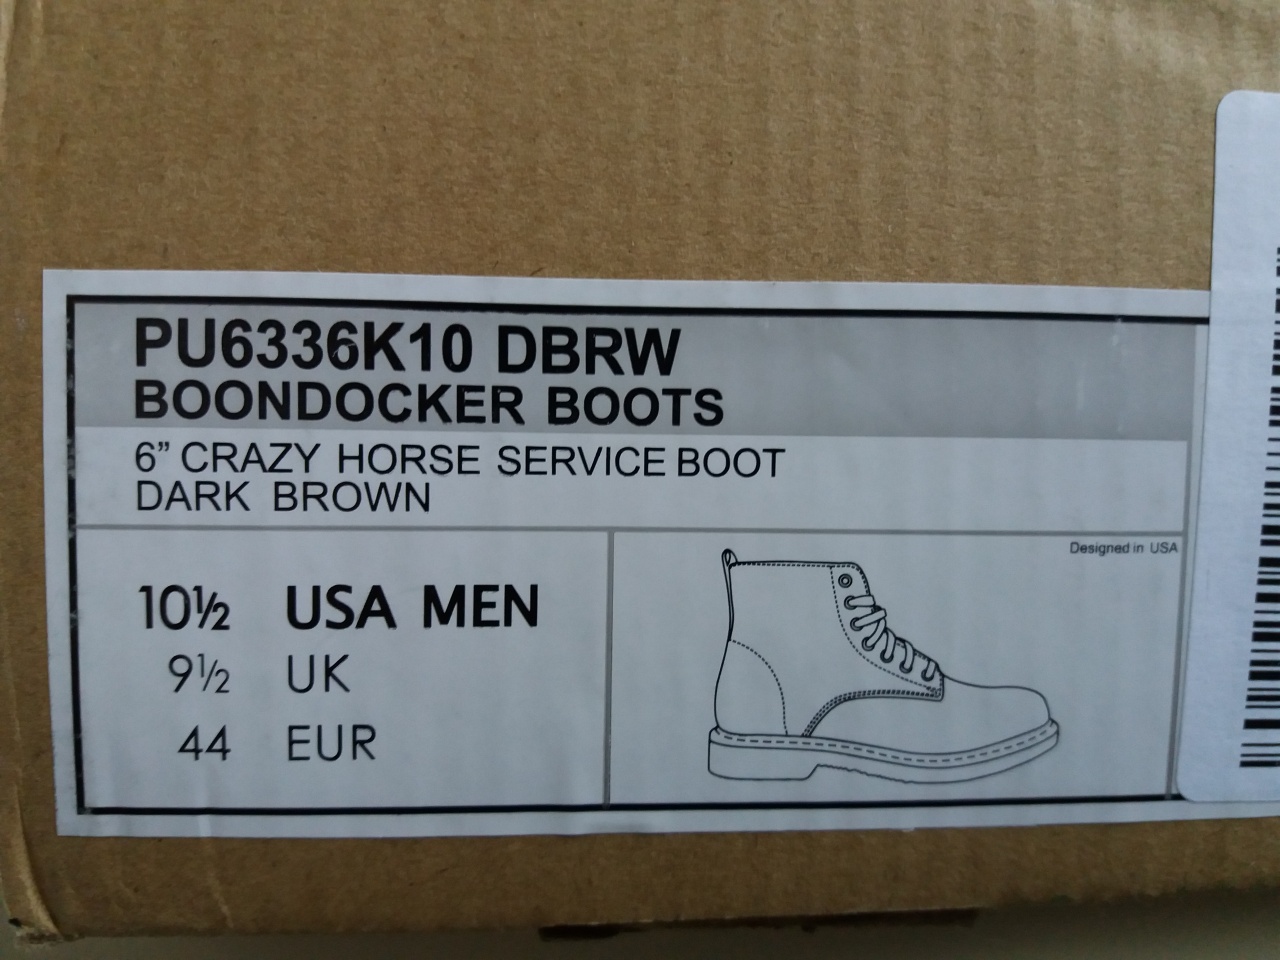 PU6336K10 DBRW
BOONDOCKER BOOTS
6” CRAZY HORSE SERVICE BOOT
DARK BROWN
Designed in USA
10½ USA MEN
9½ UK
44 EUR